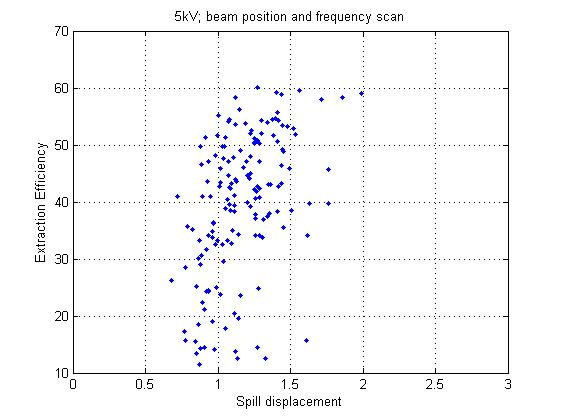 5kV; beam position and frequency scan
70
60
50
40
30
20
10
Extraction Efficiency
0 0.5 1 1.5 2 2.5 3
Spill displacement